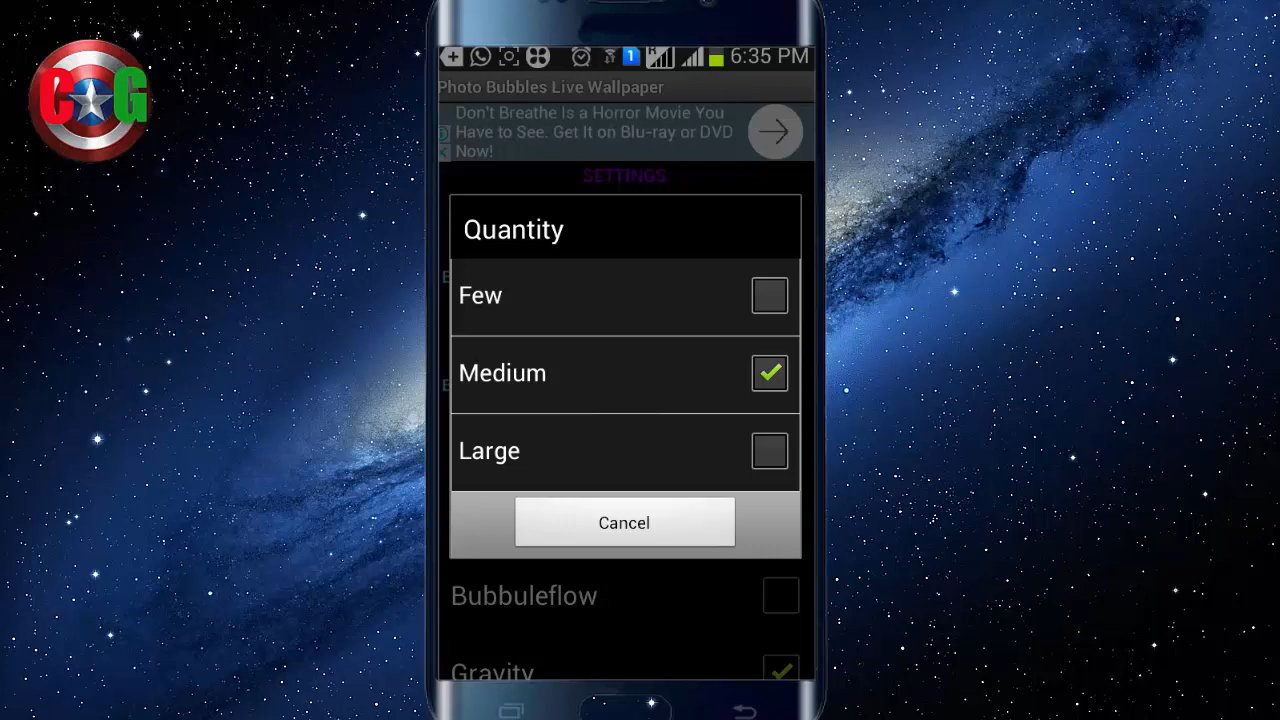 C G
1 6:35 PM
Photo Bubbles Live Wallpaper
Don't Breathe Is a Horror Movie You
Have to See. Get It on Blu-ray or DVD
Now!
SETTINGS
Quantity
Few
Medium
Large
Cancel
Bubbuleflow
Gravity